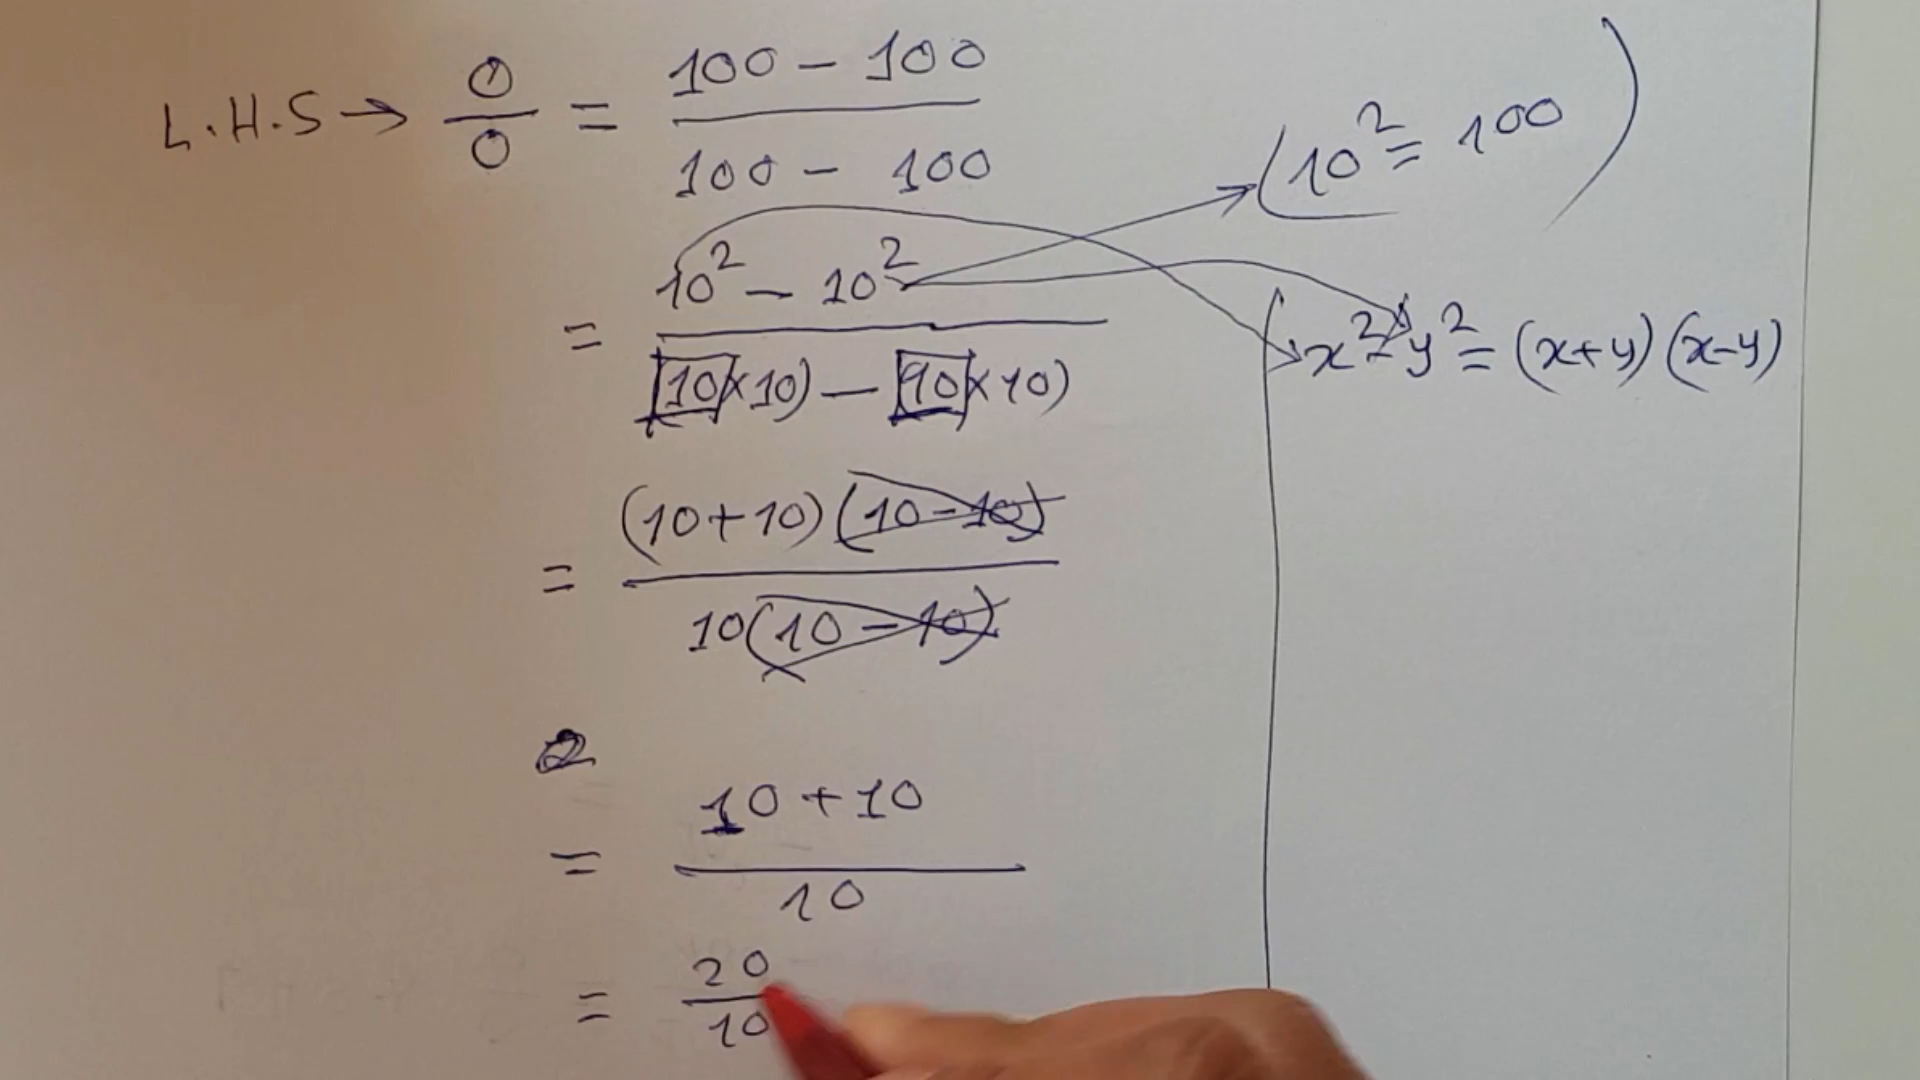 L.H.S → 0/0 = 100 - 100 / 100 - 100
(10² = 100)
= 10² - 10² / (10×10) - (10×10)
x² - y² = (x+y)(x-y)
= (10+10)(10-10) / 10(10-10)
= 10+10 / 10
= 20 / 10